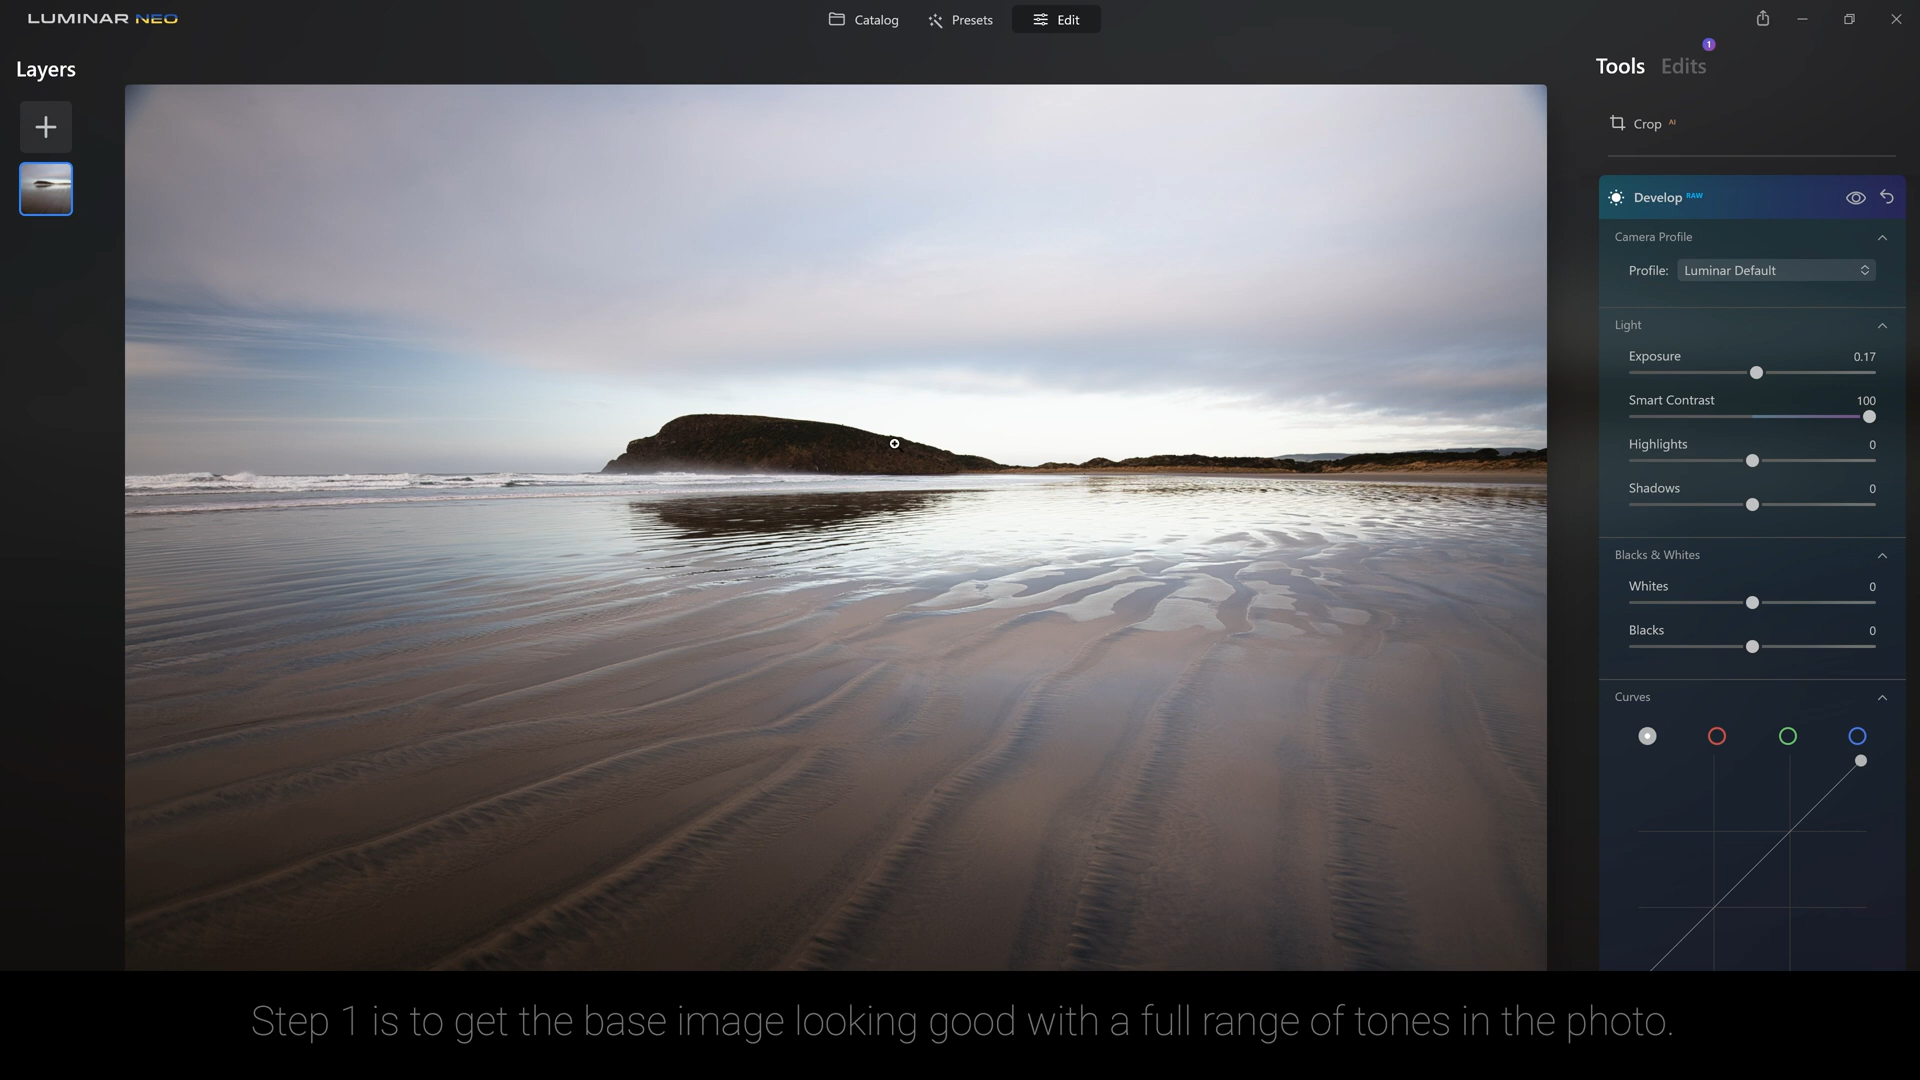 LUMINAR NEO
Catalog
Presets
Edit
Layers
1
Tools
Edits
Crop AI
Develop RAW
Camera Profile
Profile: Luminar Default
Light
Exposure 0.17
Smart Contrast 100
Highlights 0
Shadows 0
Blacks & Whites
Whites 0
Blacks 0
Curves
Step 1 is to get the base image looking good with a full range of tones in the photo.